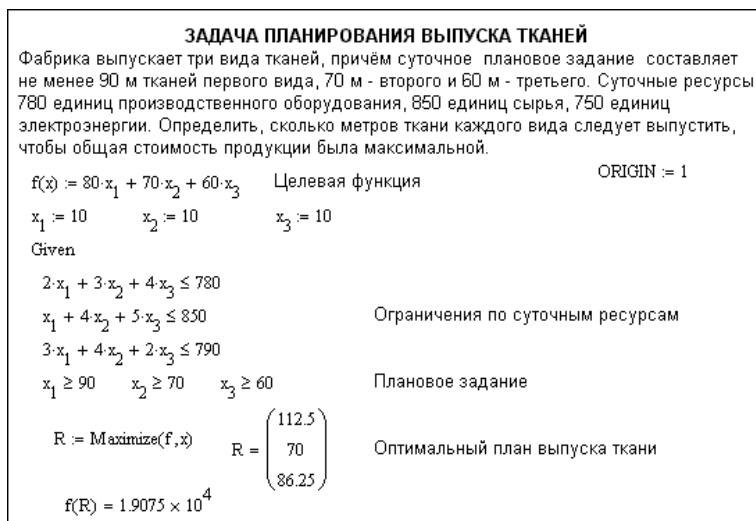 ЗАДАЧА ПЛАНИРОВАНИЯ ВЫПУСКА ТКАНЕЙ
Фабрика выпускает три вида тканей, причём суточное плановое задание составляет
не менее 90 м тканей первого вида, 70 м - второго и 60 м - третьего. Суточные ресурсы
780 единиц производственного оборудования, 850 единиц сырья, 750 единиц
электроэнергии. Определить, сколько метров ткани каждого вида следует выпустить,
чтобы общая стоимость продукции была максимальной.
f(x) := 80·x₁ + 70·x₂ + 60·x₃ Целевая функция ORIGIN := 1
x₁ := 10 x₂ := 10 x₃ := 10
Given
2·x₁ + 3·x₂ + 4·x₃ ≤ 780
x₁ + 4·x₂ + 5·x₃ ≤ 850 Ограничения по суточным ресурсам
3·x₁ + 4·x₂ + 2·x₃ ≤ 790
x₁ ≥ 90 x₂ ≥ 70 x₃ ≥ 60 Плановое задание
112.5
R := Maximize(f,x) R = 70 Оптимальный план выпуска ткани
86.25
f(R) = 1.9075 × 10⁴